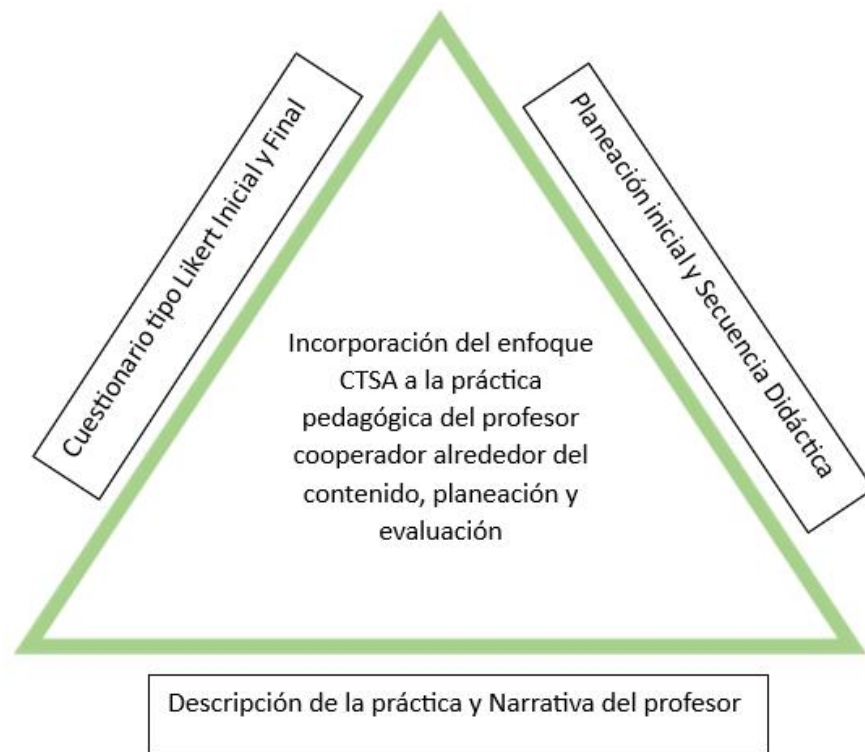 Cuestionario tipo Likert Inicial y Final
Planeación inicial y Secuencia Didáctica
Incorporación del enfoque
CTSA a la práctica
pedagógica del profesor
cooperador alrededor del
contenido, planeación y
evaluación
Descripción de la práctica y Narrativa del profesor